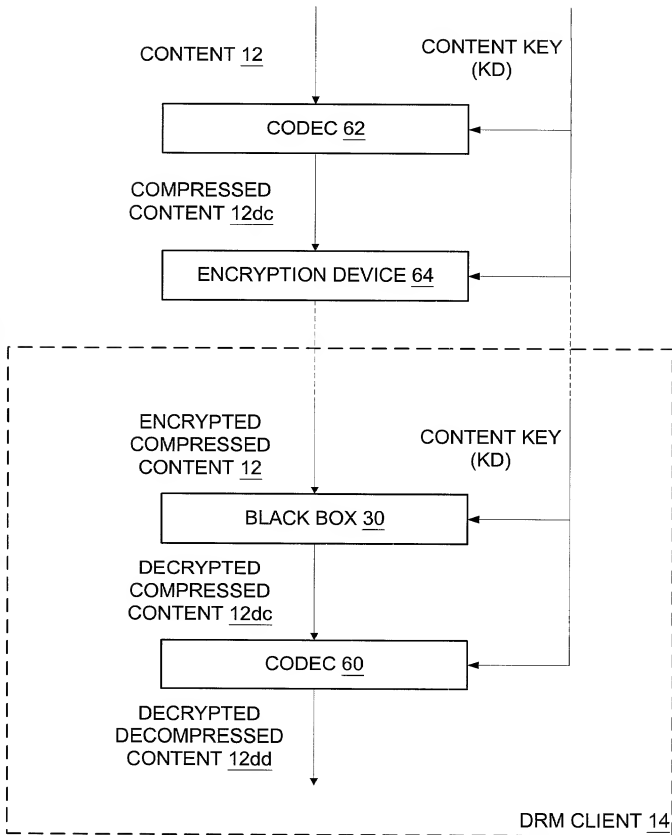 CONTENT 12
CONTENT KEY
(KD)
CODEC 62
COMPRESSED
CONTENT 12dc
ENCRYPTION DEVICE 64
ENCRYPTED
COMPRESSED
CONTENT 12
CONTENT KEY
(KD)
BLACK BOX 30
DECRYPTED
COMPRESSED
CONTENT 12dc
CODEC 60
DECRYPTED
DECOMPRESSED
CONTENT 12dd
DRM CLIENT 14